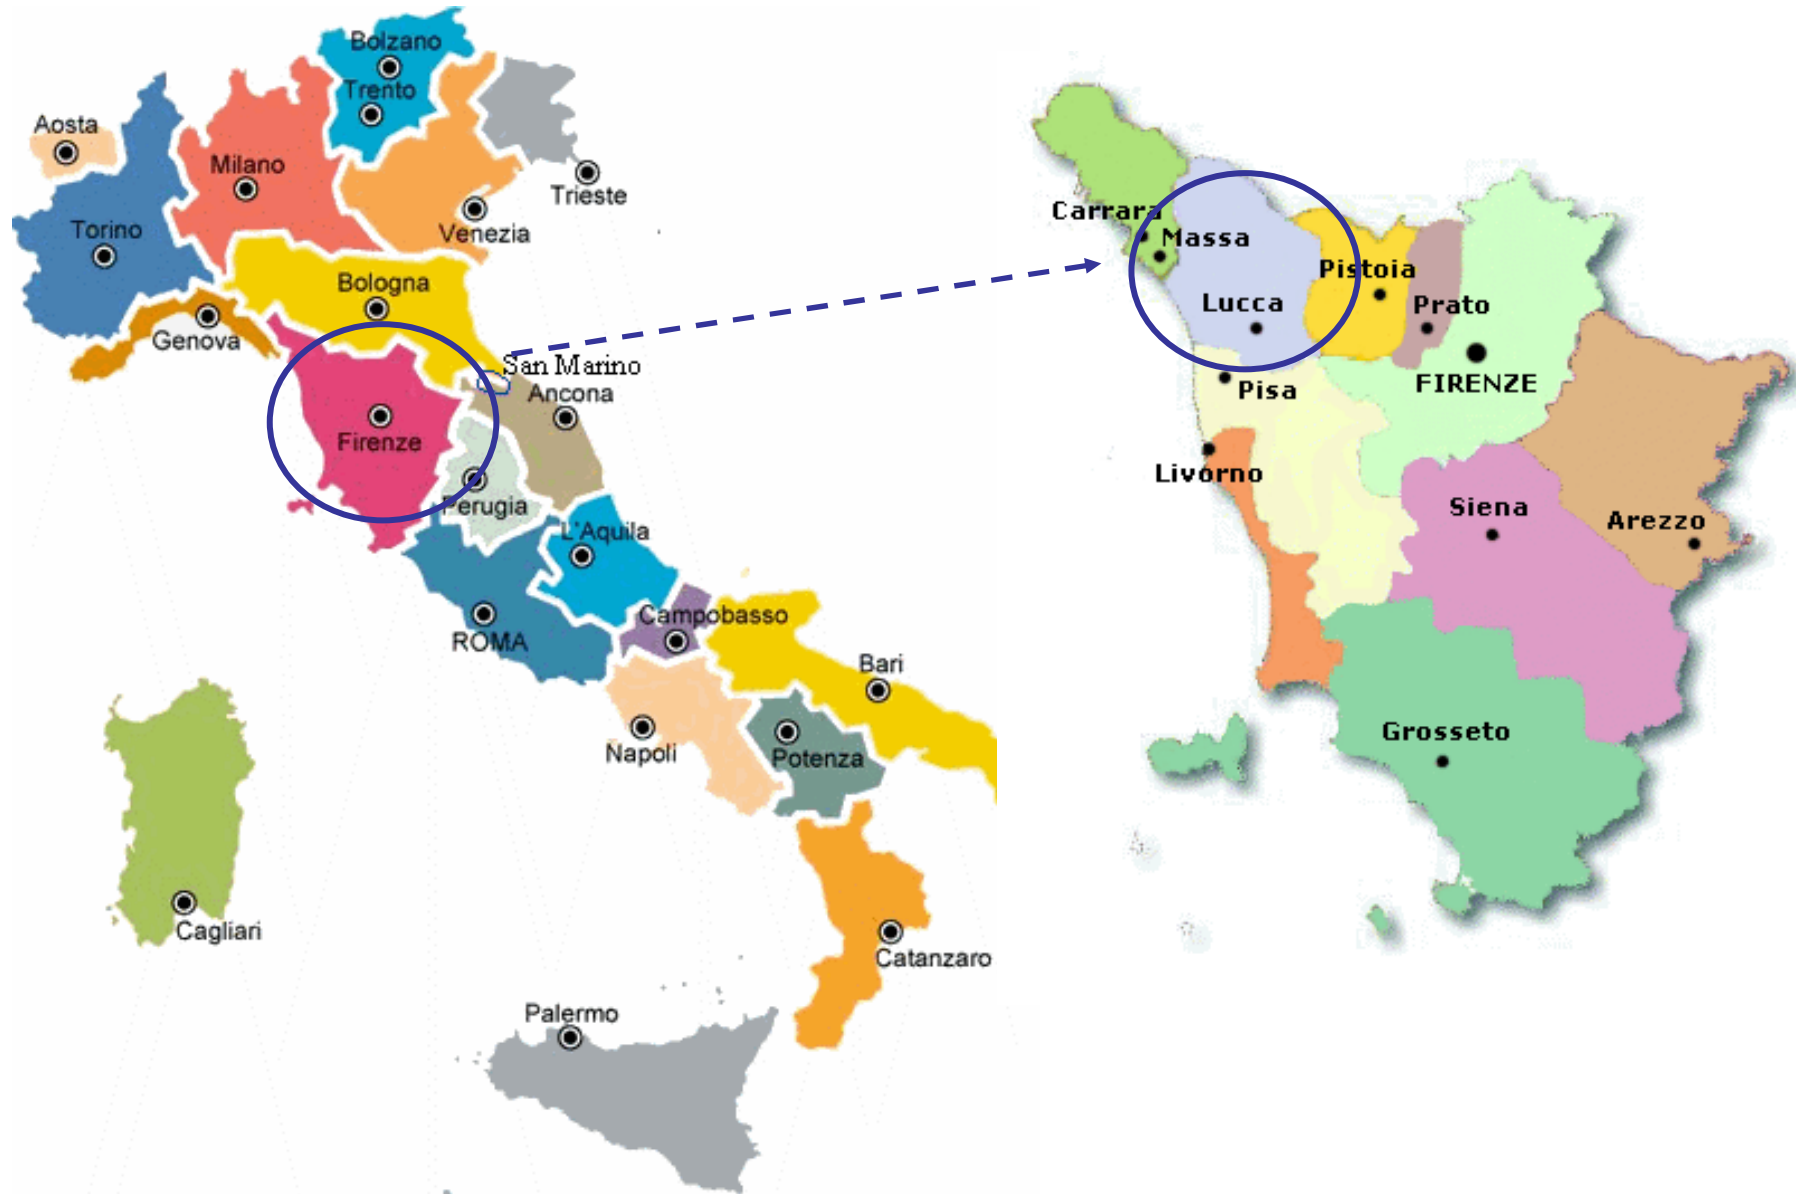 Bolzano
Trento
Aosta
Milano
Trieste
Torino
Venezia
Bologna
Genova
San Marino
Ancona
Firenze
Perugia
L'Aquila
Campobasso
ROMA
Bari
Napoli
Potenza
Cagliari
Catanzaro
Palermo
Carrara
Massa
Pistoia
Lucca
Prato
FIRENZE
Pisa
Livorno
Siena
Arezzo
Grosseto